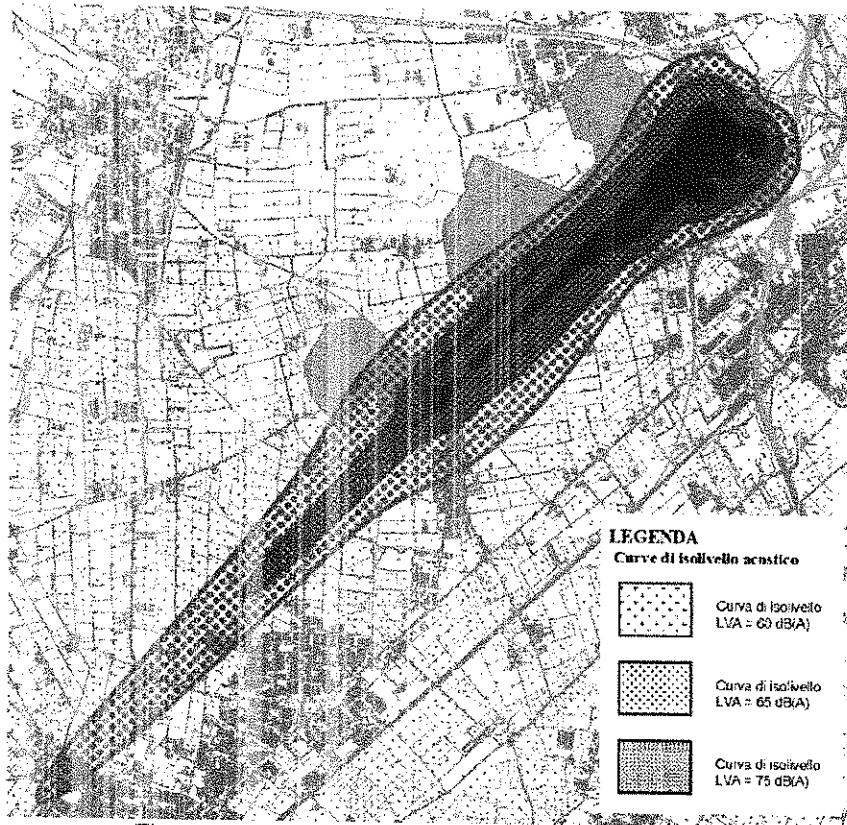 LEGENDA
Curve di isolivello acustico
Curva di isolivello
LVA = 60 dB(A)
Curva di isolivello
LVA = 65 dB(A)
Curva di isolivello
LVA = 75 dB(A)